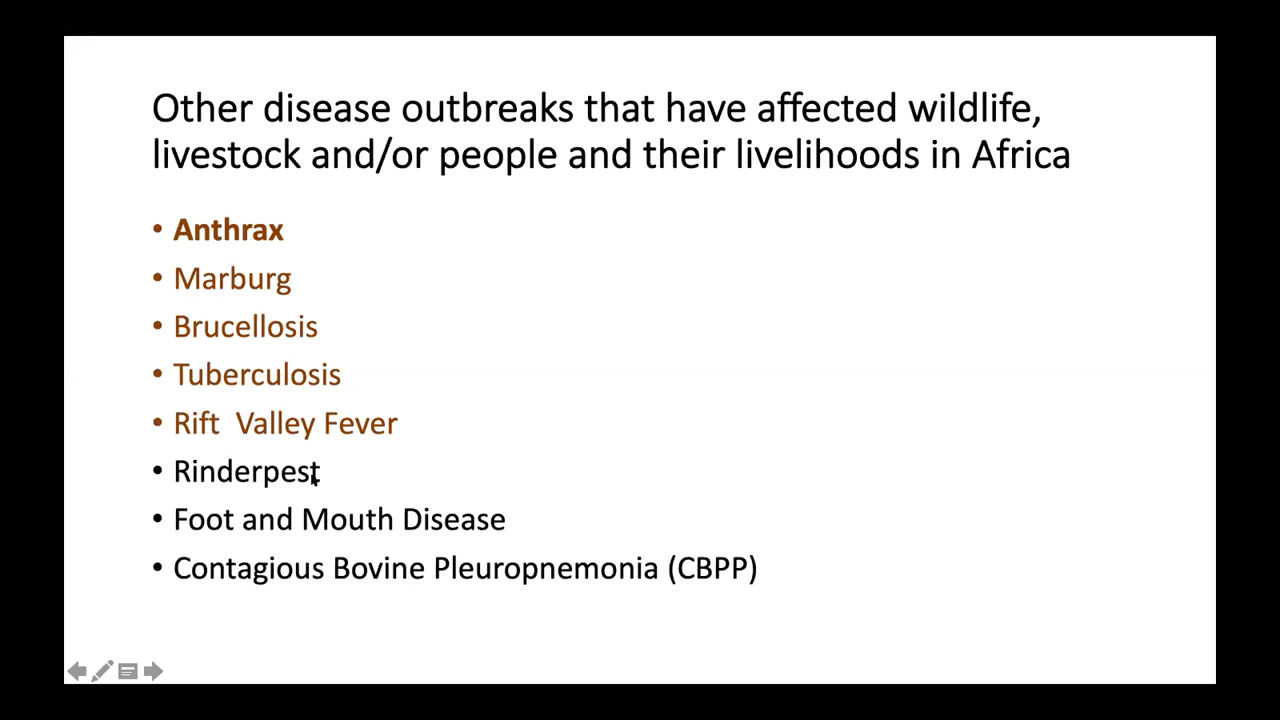 Other disease outbreaks that have affected wildlife,
livestock and/or people and their livelihoods in Africa
• Anthrax
• Marburg
• Brucellosis
• Tuberculosis
• Rift  Valley Fever
• Rinderpest
• Foot and Mouth Disease
• Contagious Bovine Pleuropnemonia (CBPP)